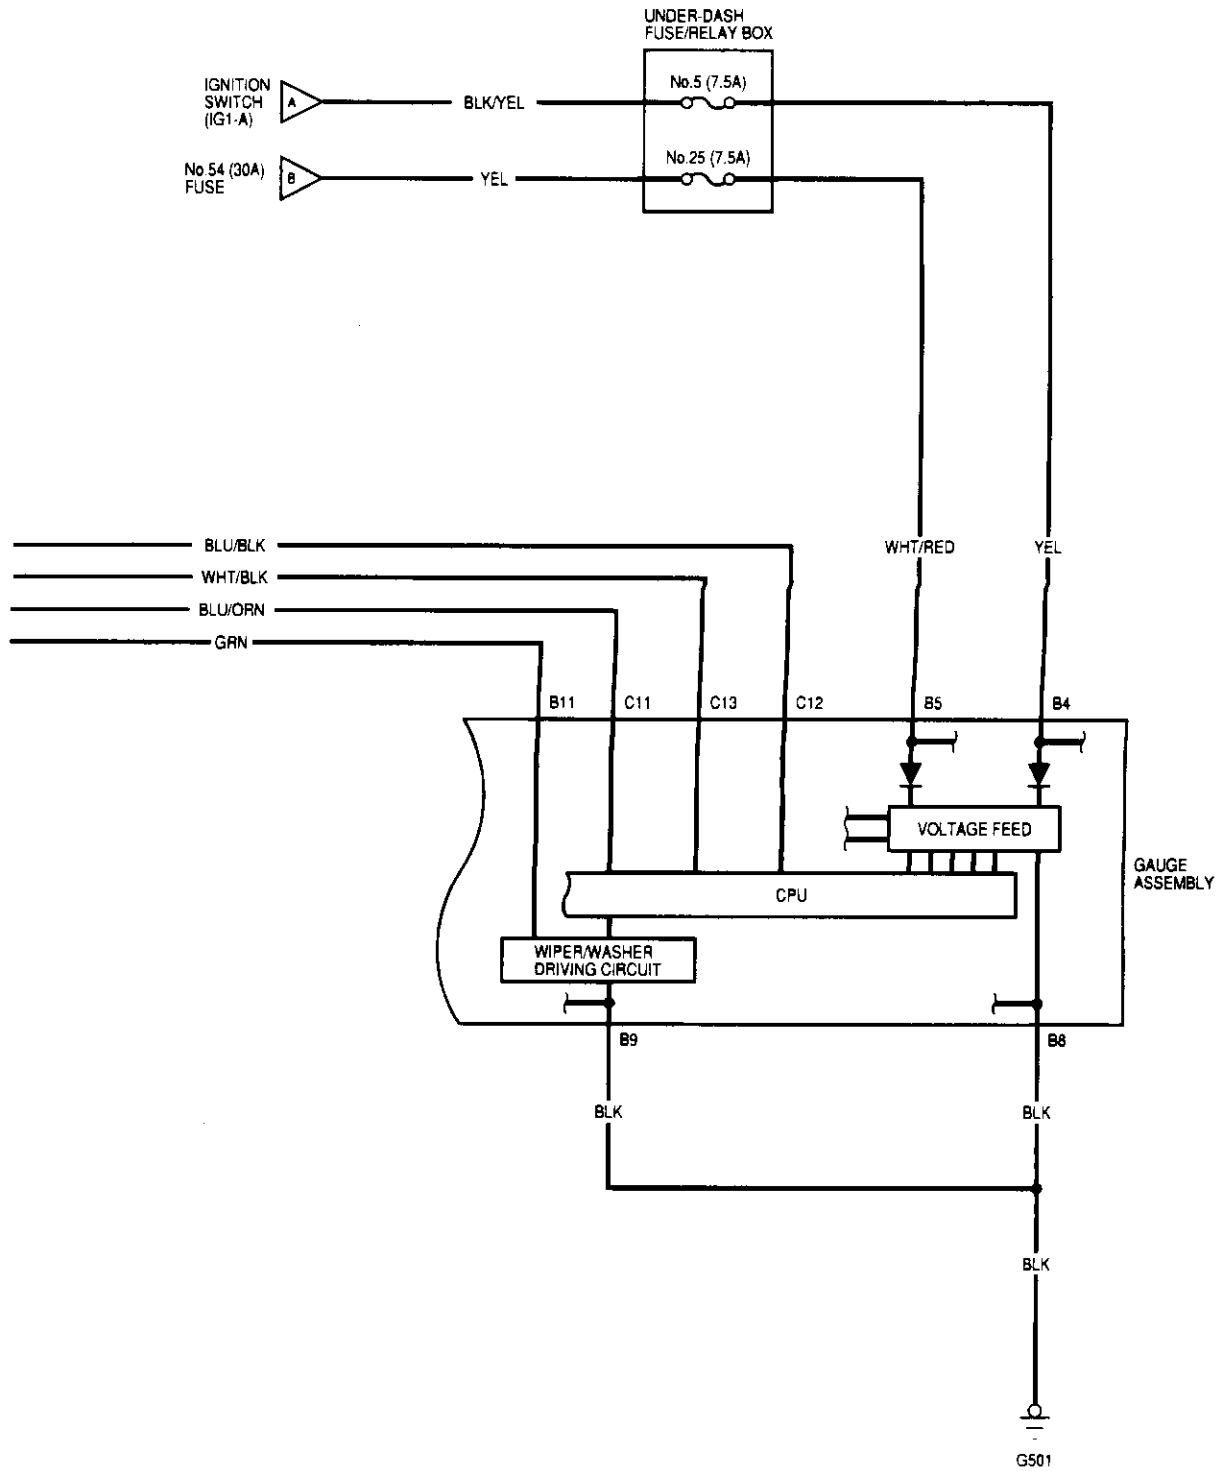 UNDER-DASH
FUSE/RELAY BOX
IGNITION
SWITCH
(IG1-A)
A
BLK/YEL
No.5 (7.5A)
No.54 (30A)
FUSE
B
YEL
No.25 (7.5A)
BLU/BLK
WHT/RED
YEL
WHT/BLK
BLU/ORN
GRN
B11
C11
C13
C12
B5
B4
VOLTAGE FEED
GAUGE
ASSEMBLY
CPU
WIPER/WASHER
DRIVING CIRCUIT
B9
B8
BLK
BLK
BLK
G501